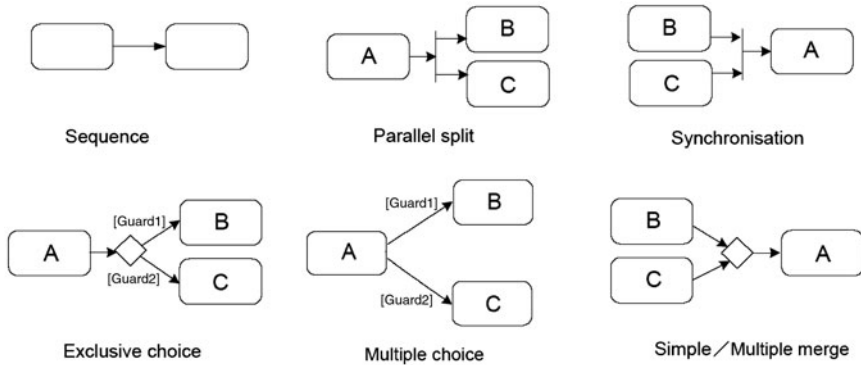 A
B
C
B
C
A
Sequence
Parallel split
Synchronisation
A
[Guard1]
B
[Guard2]
C
A
[Guard1]
B
[Guard2]
C
B
C
A
Exclusive choice
Multiple choice
Simple／Multiple merge